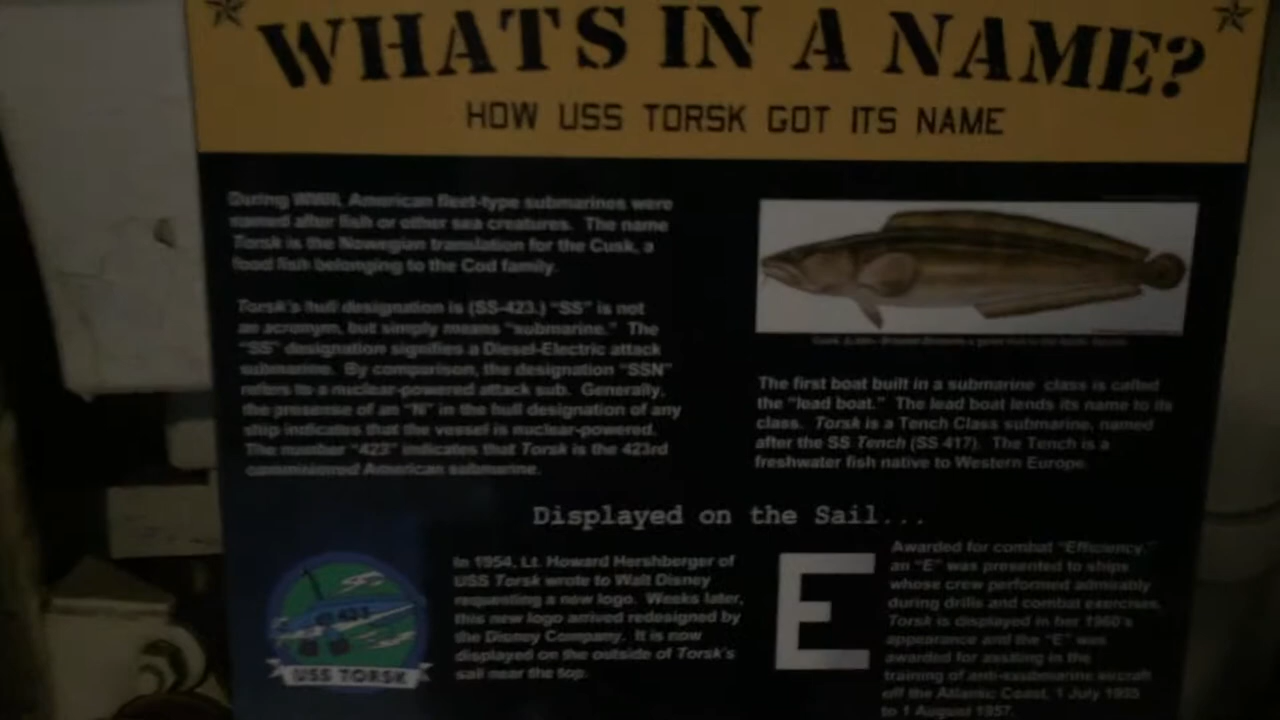 WHATS IN A NAME?
HOW USS TORSK GOT ITS NAME
During WWII, American fleet-type submarines were
named after fish or other sea creatures. The name
Torsk is the Norwegian translation for the Cusk, a
food fish belonging to the Cod family.
Torsk's hull designation is (SS-423.) "SS" is not
an acronym, but simply means "submarine." The
"SS" designation signifies a Diesel-Electric attack
submarine. By comparison, the designation "SSN"
refers to a nuclear-powered attack sub. Generally,
the presense of an "N" in the hull designation of any
ship indicates that the vessel is nuclear-powered.
The number "423" indicates that Torsk is the 423rd
commissioned American submarine.
The first boat built in a submarine class is called
the "lead boat." The lead boat lends its name to its
class. Torsk is a Tench Class submarine, named
after the SS Tench (SS 417). The Tench is a
freshwater fish native to Western Europe.
Displayed on the Sail...
423
USS TORSK
In 1954, Lt. Howard Hershberger of
USS Torsk wrote to Walt Disney
requesting a new logo. Weeks later,
this new logo arrived redesigned by
the Disney Company. It is now
displayed on the outside of Torsk's
sail near the top.
E
Awarded for combat "Efficiency,"
an "E" was presented to ships
whose crew performed admirably
during drills and combat exercises.
Torsk is displayed in her 1960's
appearance and the "E" was
awarded for assiting in the
training of anti-susbmarine aircraft
off the Atlantic Coast, 1 July 1955
to 1 August 1957.